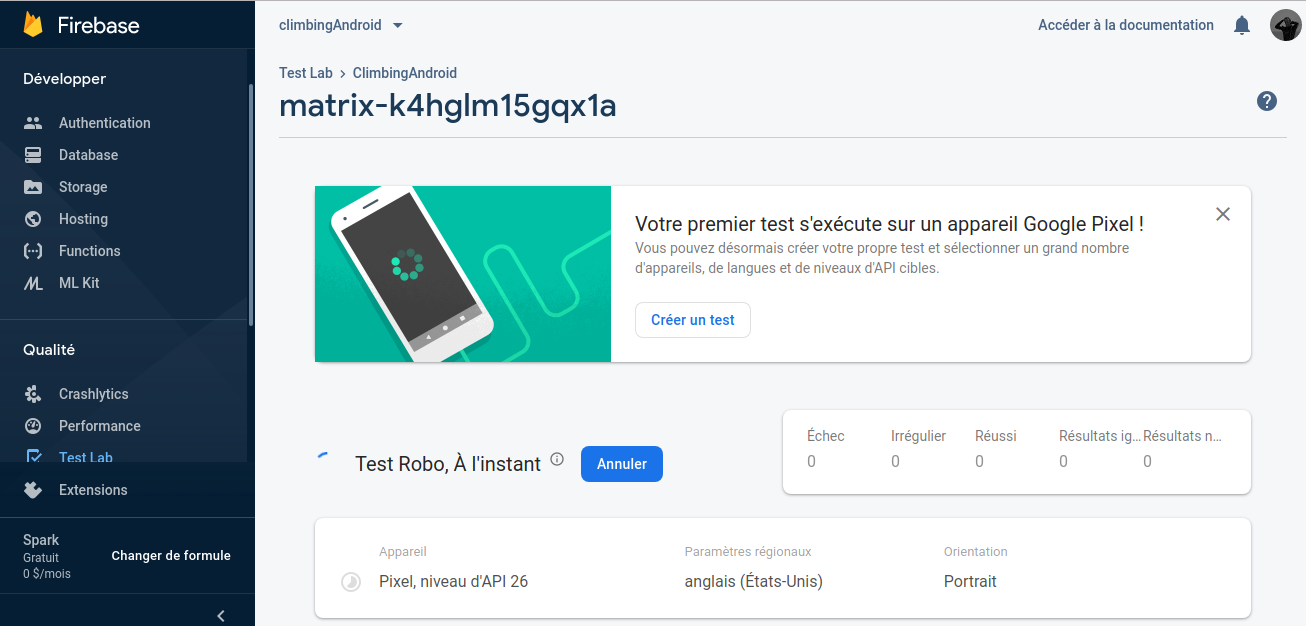 Firebase
Développer
Authentication
Database
Storage
Hosting
Functions
ML Kit
Qualité
Crashlytics
Performance
Test Lab
Extensions
Spark
Gratuit
0 $/mois
Changer de formule
climbingAndroid
Accéder à la documentation
Test Lab > ClimbingAndroid
matrix-k4hglm15gqx1a
?
Votre premier test s'exécute sur un appareil Google Pixel !
Vous pouvez désormais créer votre propre test et sélectionner un grand nombre
d'appareils, de langues et de niveaux d'API cibles.
Créer un test
Test Robo, À l'instant
Annuler
Échec Irrégulier Réussi Résultats ig... Résultats n...
0 0 0 0 0
Appareil Paramètres régionaux Orientation
Pixel, niveau d'API 26 anglais (États-Unis) Portrait